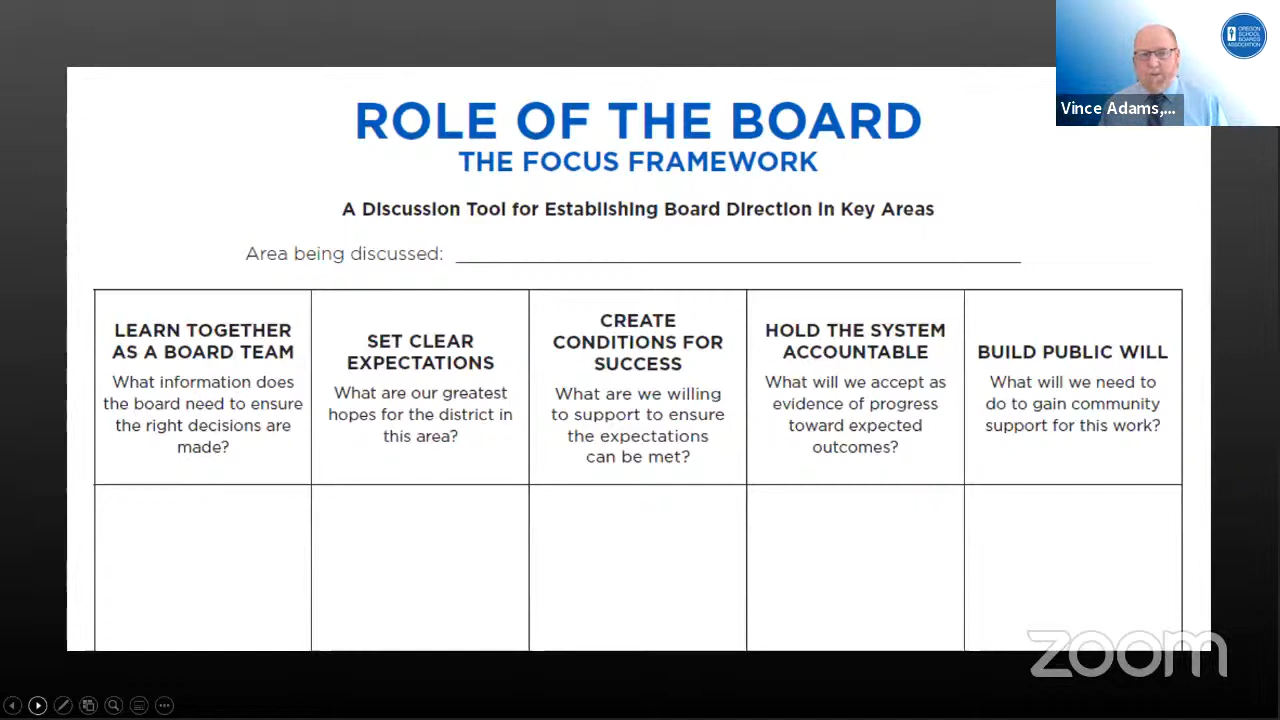 ROLE OF THE BOARD
THE FOCUS FRAMEWORK
A Discussion Tool for Establishing Board Direction in Key Areas
Area being discussed:
LEARN TOGETHER
AS A BOARD TEAM
What information does
the board need to ensure
the right decisions are
made?
SET CLEAR
EXPECTATIONS
What are our greatest
hopes for the district in
this area?
CREATE
CONDITIONS FOR
SUCCESS
What are we willing
to support to ensure
the expectations
can be met?
HOLD THE SYSTEM
ACCOUNTABLE
What will we accept as
evidence of progress
toward expected
outcomes?
BUILD PUBLIC WILL
What will we need to
do to gain community
support for this work?
OREGON
SCHOOL
BOARDS
ASSOCIATION
Vince Adams,...
zoom